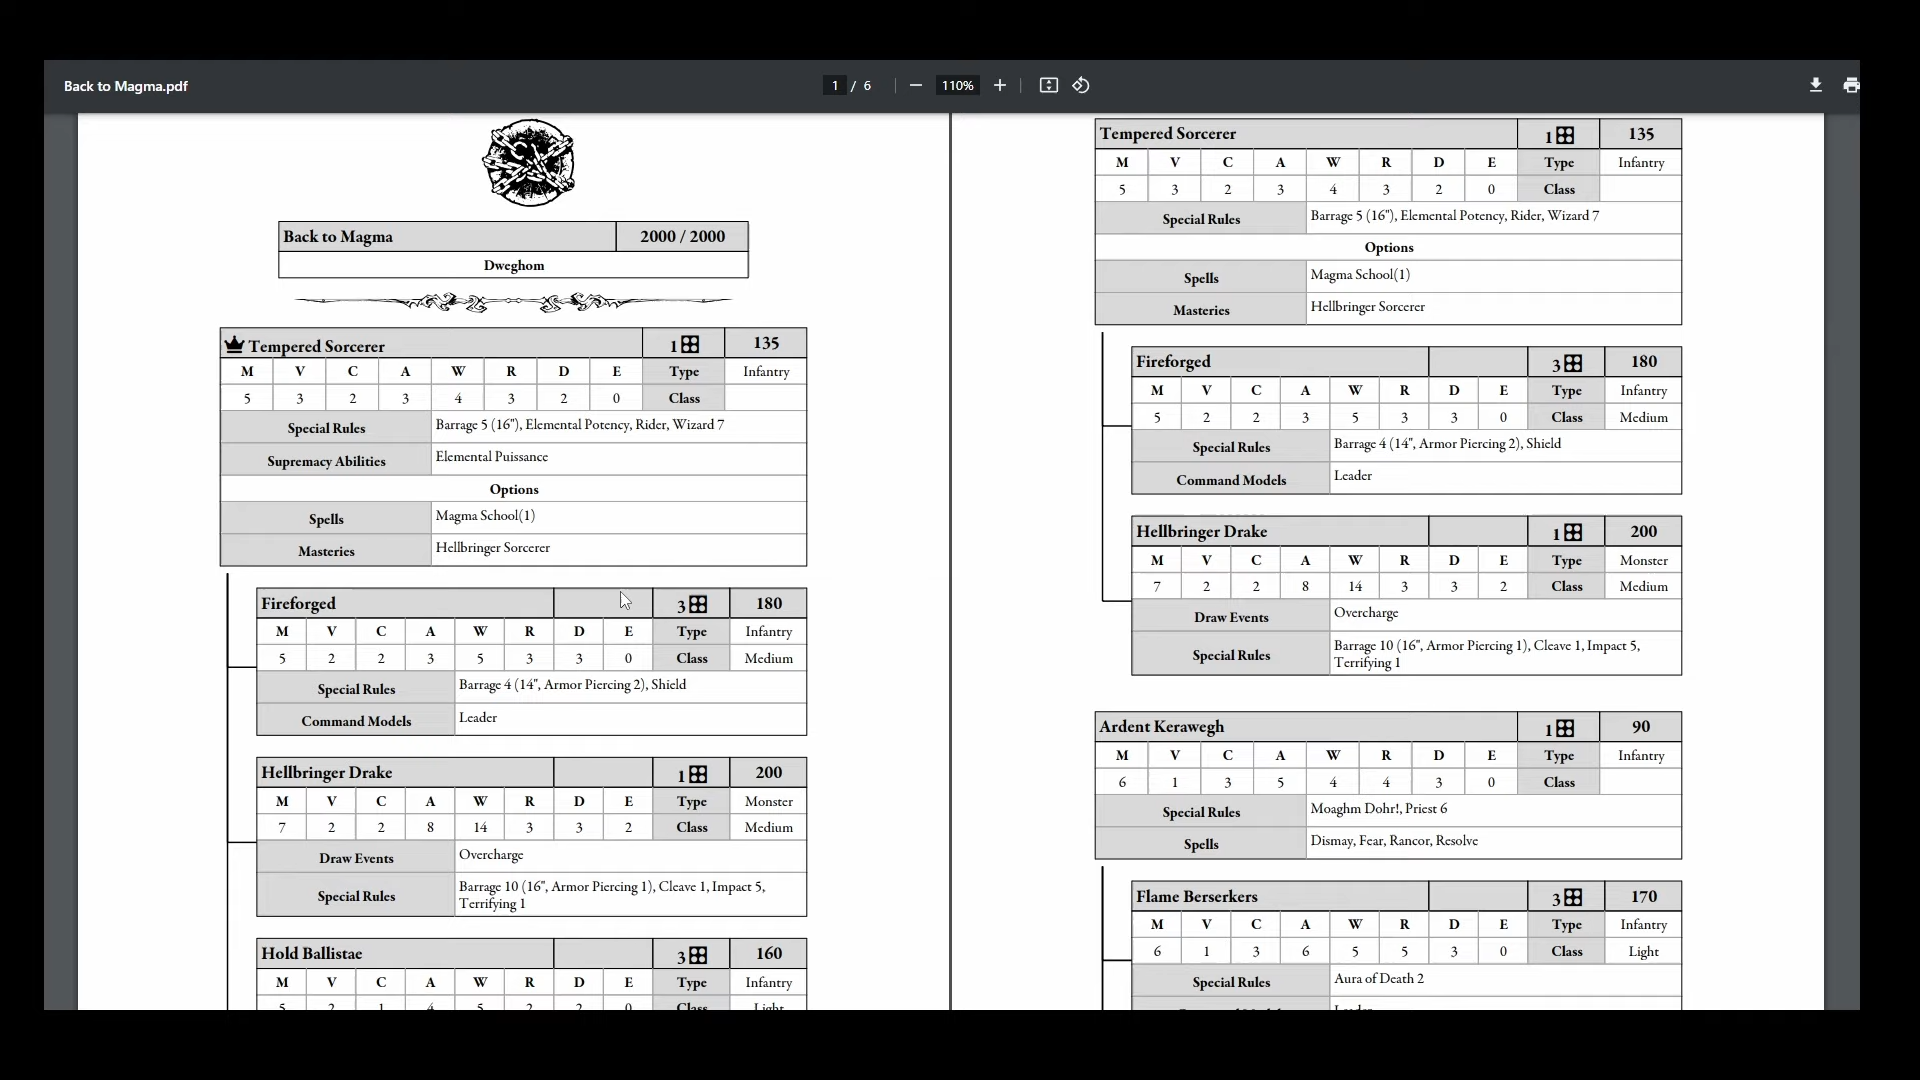 Back to Magma.pdf
1 / 6
110%
Back to Magma 2000 / 2000
Dweghom
Tempered Sorcerer 1 135
M V C A W R D E Type Infantry
5 3 2 3 4 3 2 0 Class
Special Rules Barrage 5 (16"), Elemental Potency, Rider, Wizard 7
Supremacy Abilities Elemental Puissance
Options
Spells Magma School(1)
Masteries Hellbringer Sorcerer
Fireforged 3 180
M V C A W R D E Type Infantry
5 2 2 3 5 3 3 0 Class Medium
Special Rules Barrage 4 (14", Armor Piercing 2), Shield
Command Models Leader
Hellbringer Drake 1 200
M V C A W R D E Type Monster
7 2 2 8 14 3 3 2 Class Medium
Draw Events Overcharge
Special Rules Barrage 10 (16", Armor Piercing 1), Cleave 1, Impact 5,
Terrifying 1
Hold Ballistae 3 160
M V C A W R D E Type Infantry
5 2 1 4 5 2 2 0 Class Light
Tempered Sorcerer 1 135
M V C A W R D E Type Infantry
5 3 2 3 4 3 2 0 Class
Special Rules Barrage 5 (16"), Elemental Potency, Rider, Wizard 7
Options
Spells Magma School(1)
Masteries Hellbringer Sorcerer
Fireforged 3 180
M V C A W R D E Type Infantry
5 2 2 3 5 3 3 0 Class Medium
Special Rules Barrage 4 (14", Armor Piercing 2), Shield
Command Models Leader
Hellbringer Drake 1 200
M V C A W R D E Type Monster
7 2 2 8 14 3 3 2 Class Medium
Draw Events Overcharge
Special Rules Barrage 10 (16", Armor Piercing 1), Cleave 1, Impact 5,
Terrifying 1
Ardent Kerawegh 1 90
M V C A W R D E Type Infantry
6 1 3 5 4 4 3 0 Class
Special Rules Moaghm Dohr!, Priest 6
Spells Dismay, Fear, Rancor, Resolve
Flame Berserkers 3 170
M V C A W R D E Type Infantry
6 1 3 6 5 5 3 0 Class Light
Special Rules Aura of Death 2